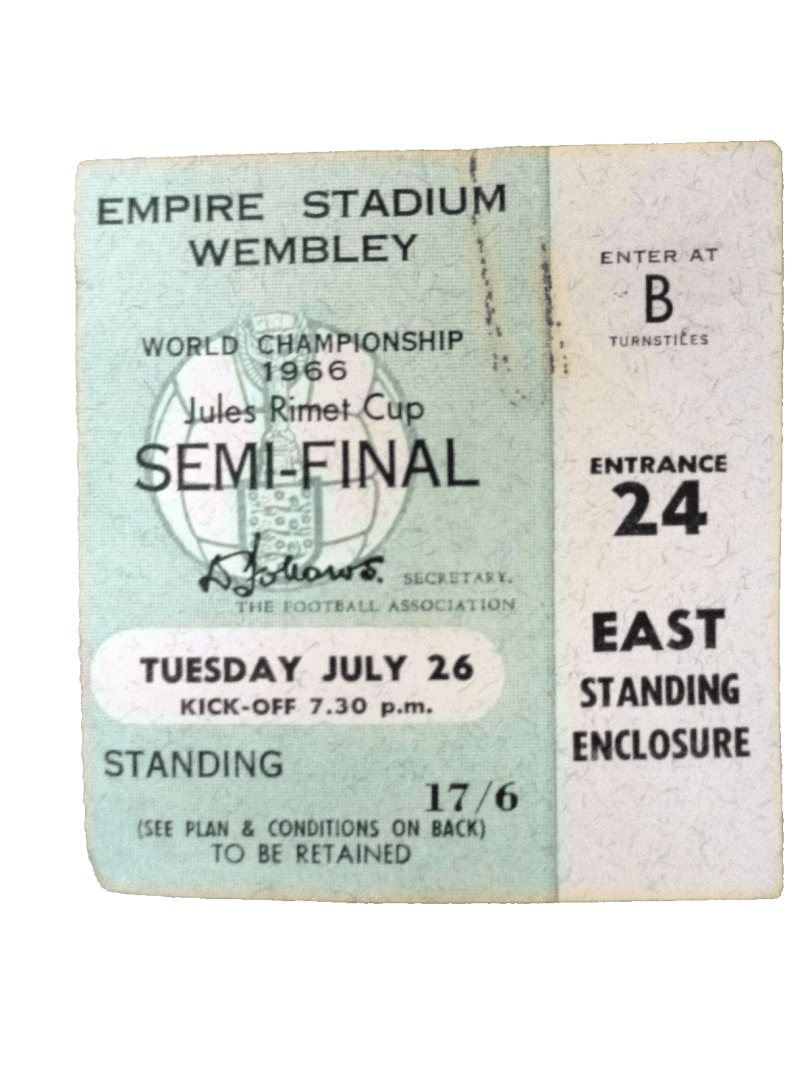 EMPIRE STADIUM
WEMBLEY
WORLD CHAMPIONSHIP
1966
Jules Rimet Cup
SEMI-FINAL
D Follows.
SECRETARY.
THE FOOTBALL ASSOCIATION
TUESDAY JULY 26
KICK-OFF 7.30 p.m.
STANDING
17/6
(SEE PLAN & CONDITIONS ON BACK)
TO BE RETAINED
ENTER AT
B
TURNSTILES
ENTRANCE
24
EAST
STANDING
ENCLOSURE